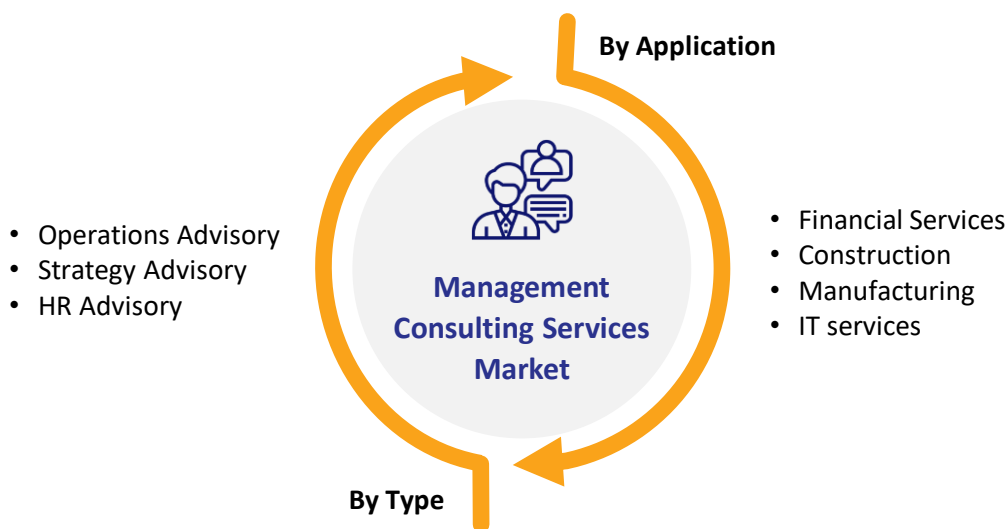 By Application
• Operations Advisory
• Strategy Advisory
• HR Advisory
Management
Consulting Services
Market
• Financial Services
• Construction
• Manufacturing
• IT services
By Type